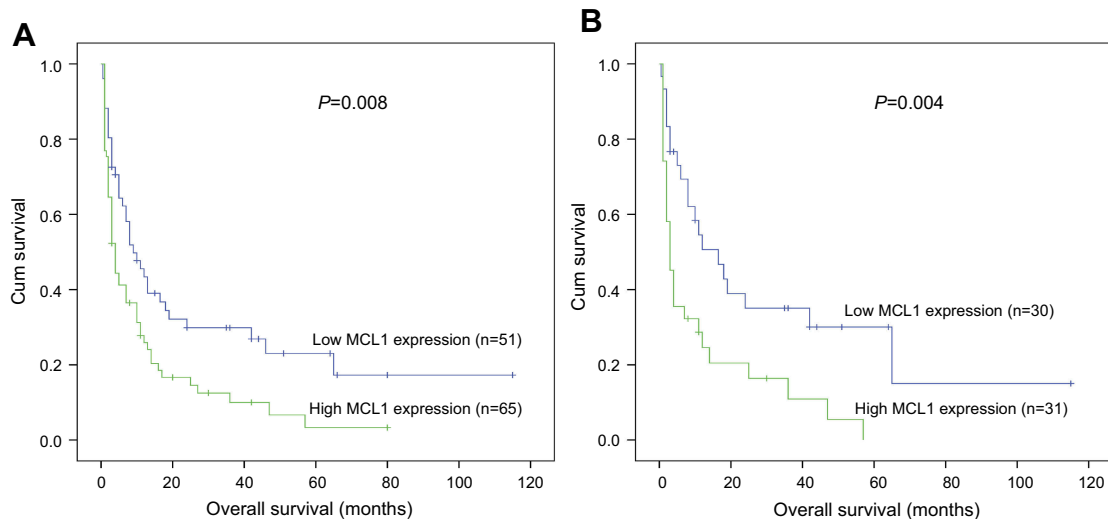 A
P=0.008
Cum survival
1.0
0.8
0.6
0.4
0.2
0.0
Low MCL1 expression (n=51)
High MCL1 expression (n=65)
0 20 40 60 80 100 120
Overall survival (months)
B
P=0.004
Cum survival
1.0
0.8
0.6
0.4
0.2
0.0
Low MCL1 expression (n=30)
High MCL1 expression (n=31)
0 20 40 60 80 100 120
Overall survival (months)